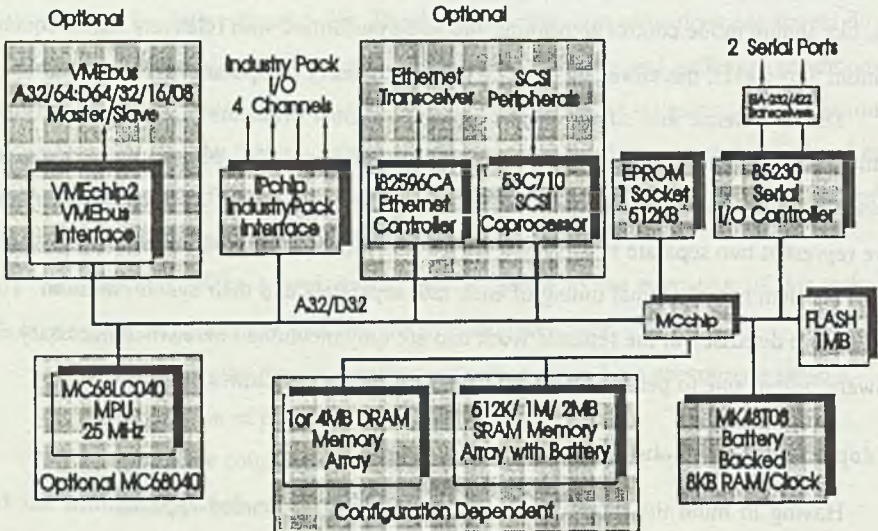 Optional
Optional
VMEbus
A32/64:D64/32/16/08
Master/Slave
Industry Pack
I/O
4 Channels
Ethernet
Transceiver
SCSI
Peripherals
2 Serial Ports
EIA-232/422
Transceivers
VMEchip2
VMEbus
Interface
IPchip
IndustryPack
Interface
i82596CA
Ethernet
Controller
53C710
SCSI
Coprocessor
EPROM
1 Socket
512KB
85230
Serial
I/O Controller
A32/D32
MCchip
FLASH
1MB
MC68LC040
MPU
25 MHz
Optional MC68040
1or 4MB DRAM
Memory
Array
512K/ 1M/ 2MB
SRAM Memory
Array with Battery
MK48T08
Battery
Backed
8KB RAM/Clock
Configuration Dependent